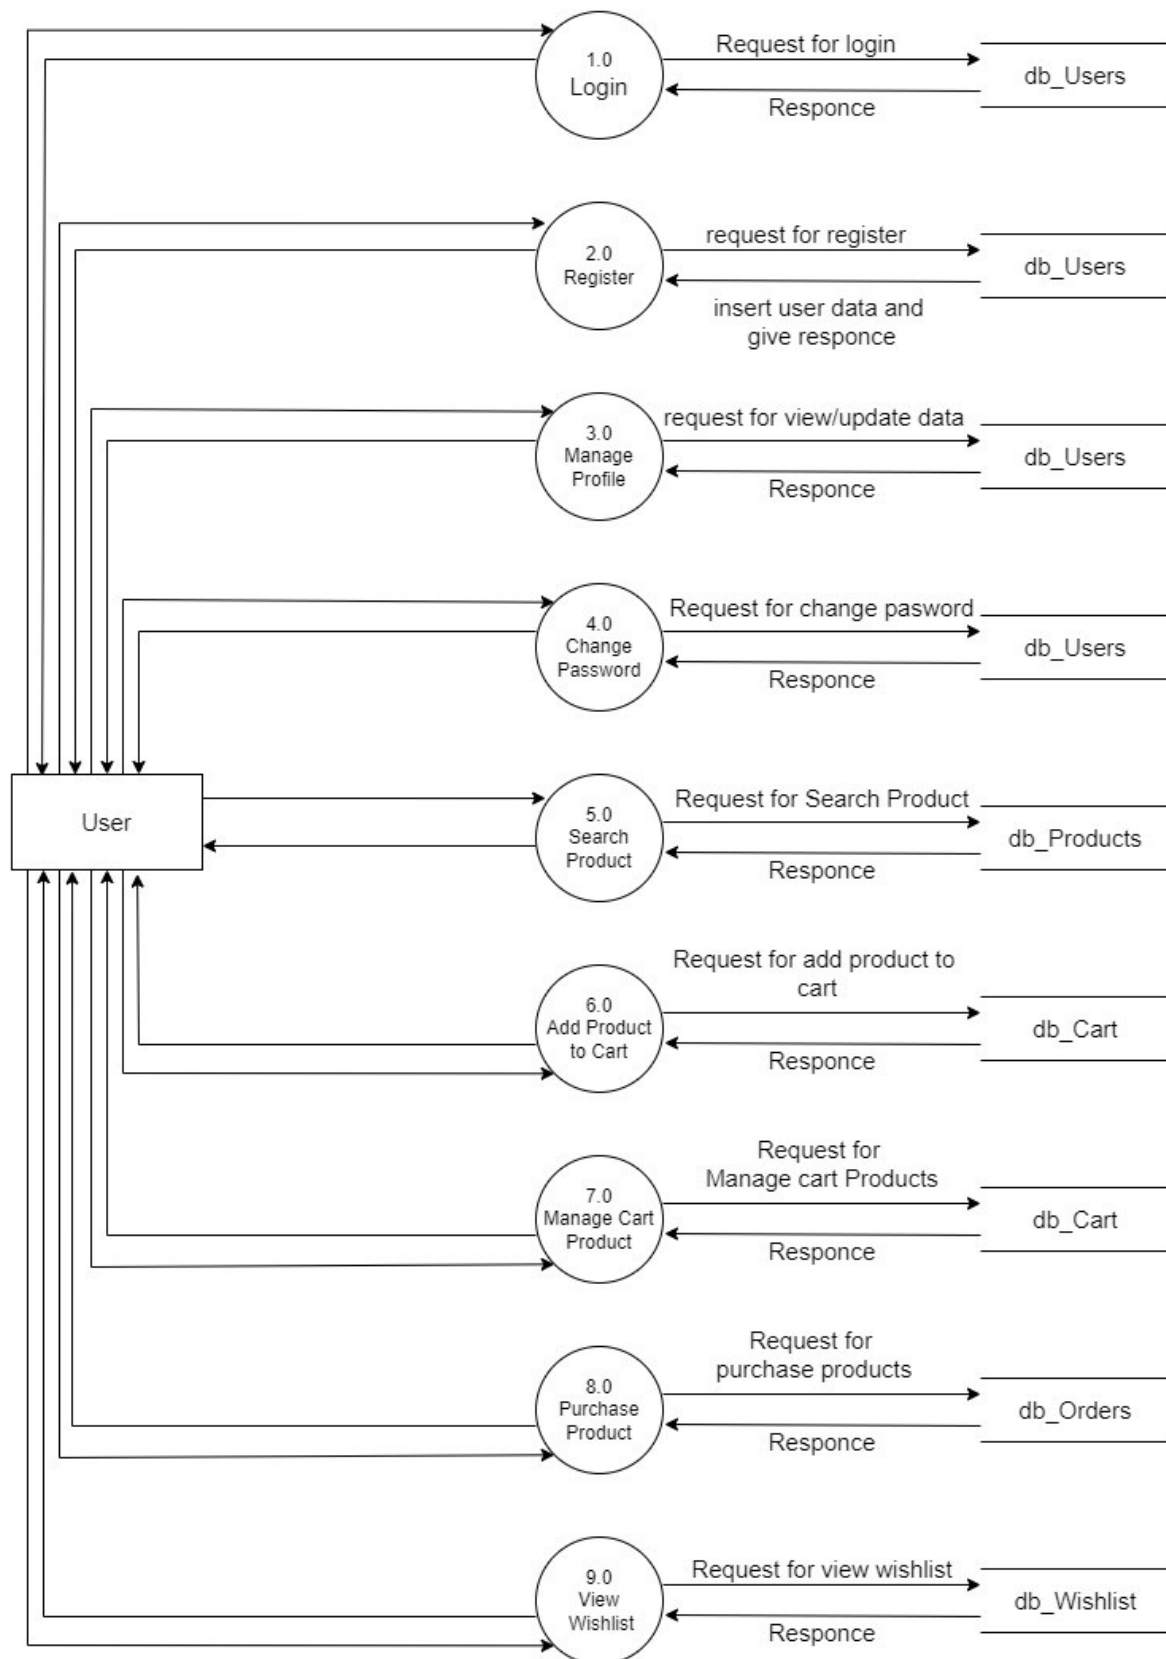 1.0
Login
Request for login
Responce
db_Users
2.0
Register
request for register
insert user data and
give responce
db_Users
3.0
Manage
Profile
request for view/update data
Responce
db_Users
4.0
Change
Password
Request for change pasword
Responce
db_Users
User
5.0
Search
Product
Request for Search Product
Responce
db_Products
6.0
Add Product
to Cart
Request for add product to
cart
Responce
db_Cart
7.0
Manage Cart
Product
Request for
Manage cart Products
Responce
db_Cart
8.0
Purchase
Product
Request for
purchase products
Responce
db_Orders
9.0
View
Wishlist
Request for view wishlist
Responce
db_Wishlist